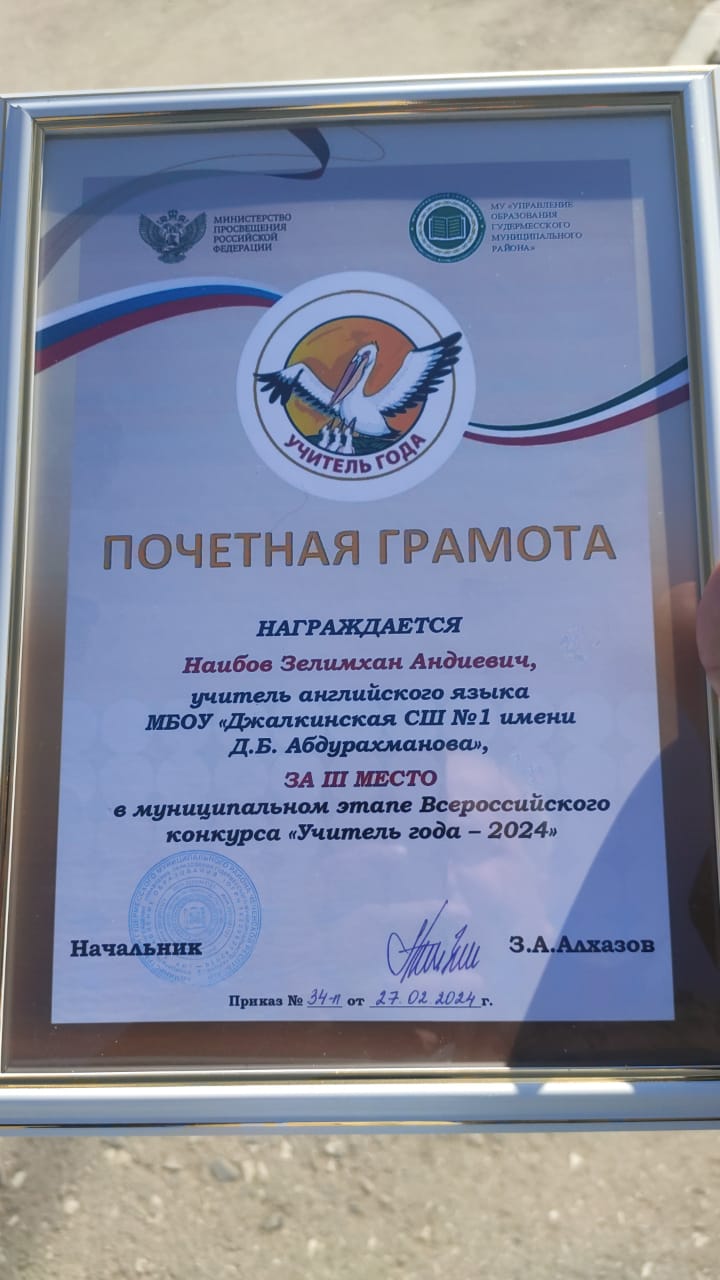 МИНИСТЕРСТВО
ПРОСВЕЩЕНИЯ
РОССИЙСКОЙ
ФЕДЕРАЦИИ
МУ «УПРАВЛЕНИЕ
ОБРАЗОВАНИЯ
ГУДЕРМЕССКОГО
МУНИЦИПАЛЬНОГО
РАЙОНА»
УЧИТЕЛЬ ГОДА
ПОЧЕТНАЯ ГРАМОТА
НАГРАЖДАЕТСЯ
Наибов Зелимхан Андиевич,
учитель английского языка
МБОУ «Джалкинская СШ №1 имени
Д.Б. Абдурахманова»,
ЗА III МЕСТО
в муниципальном этапе Всероссийского
конкурса «Учитель года – 2024»
Начальник
З.А.Алхазов
Приказ № 34-п от 27.02.2024 г.